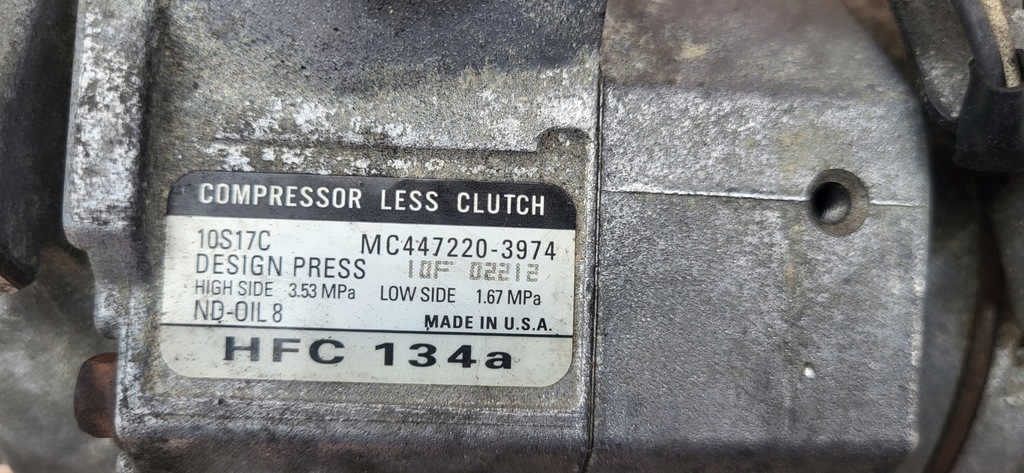 COMPRESSOR LESS CLUTCH
10S17C MC447220-3974
DESIGN PRESS 10F 02212
HIGH SIDE 3.53 MPa LOW SIDE 1.67 MPa
ND-OIL 8 MADE IN U.S.A.
HFC 134a